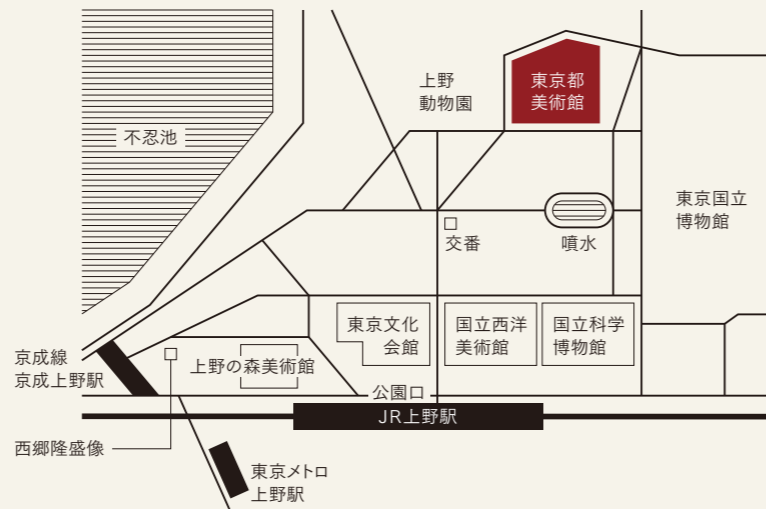 東京都
美術館
上野
動物園
不忍池
東京国立
博物館
交番
噴水
東京文化
会館
国立西洋
美術館
国立科学
博物館
京成線
京成上野駅
上野の森美術館
公園口
JR上野駅
西郷隆盛像
東京メトロ
上野駅